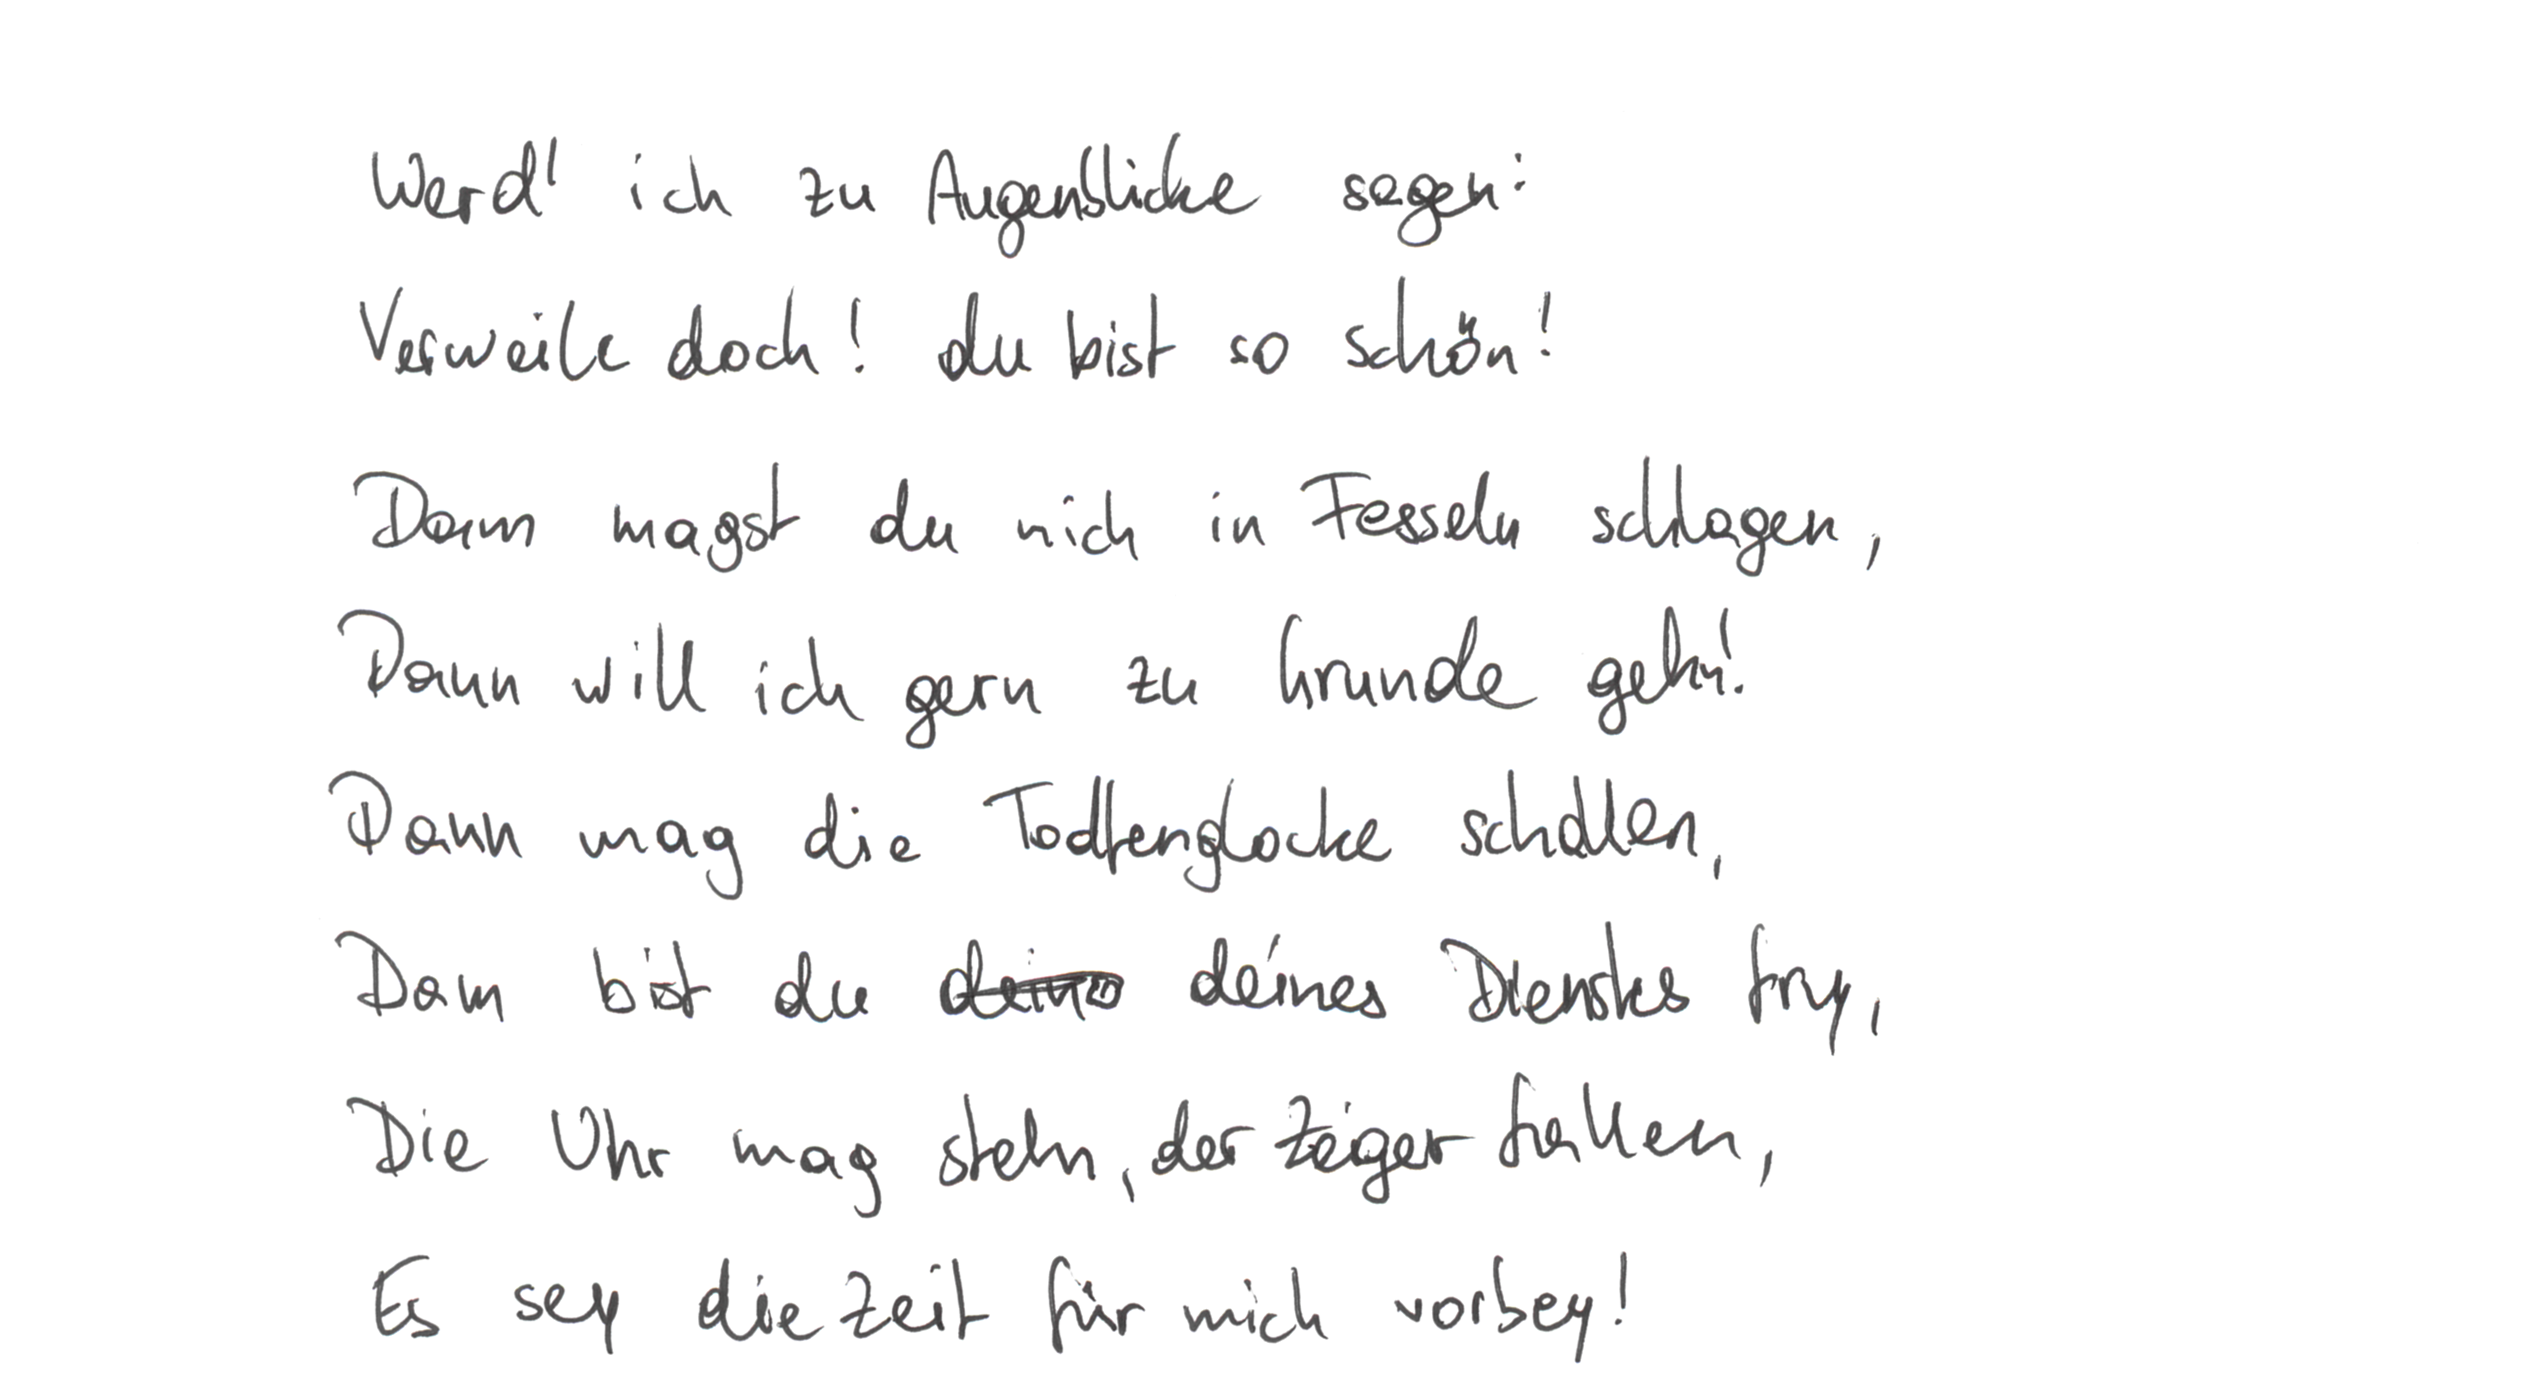 Werd' ich zu Augenblicke sagen:
Verweile doch! du bist so schön!
Dann magst du mich in Fesseln schlagen,
Dann will ich gern zu Grunde gehn!
Dann mag die Todtenglocke schallen,
Dann bist du deines Dienstes frey,
Die Uhr mag stehn, der Zeiger fallen,
Es sey die Zeit für mich vorbey!